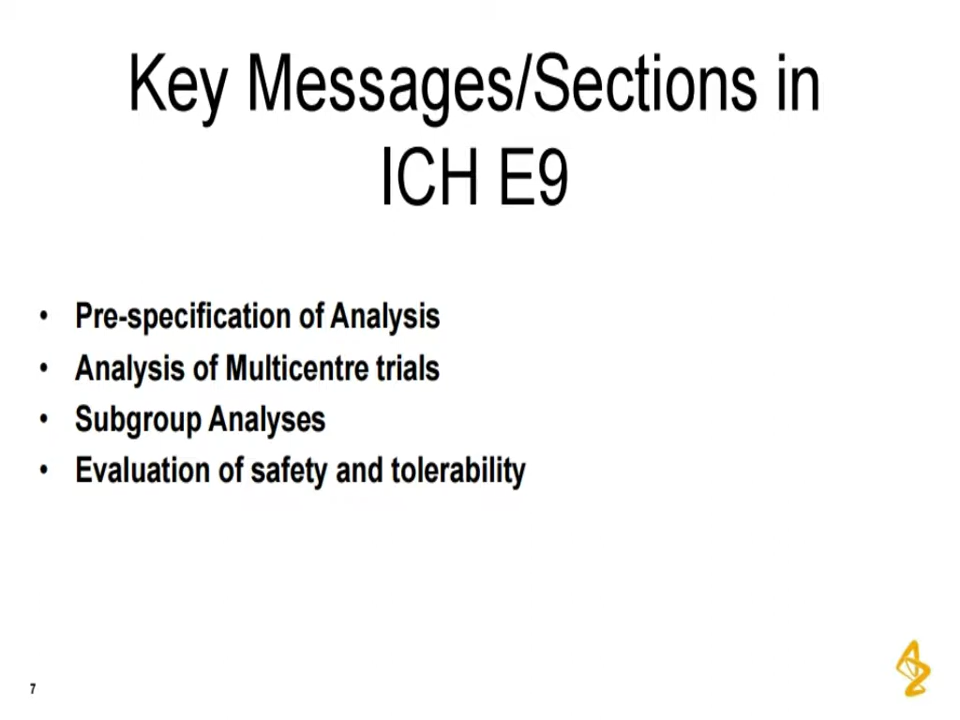 Key Messages/Sections in
ICH E9
• Pre-specification of Analysis
• Analysis of Multicentre trials
• Subgroup Analyses
• Evaluation of safety and tolerability
7